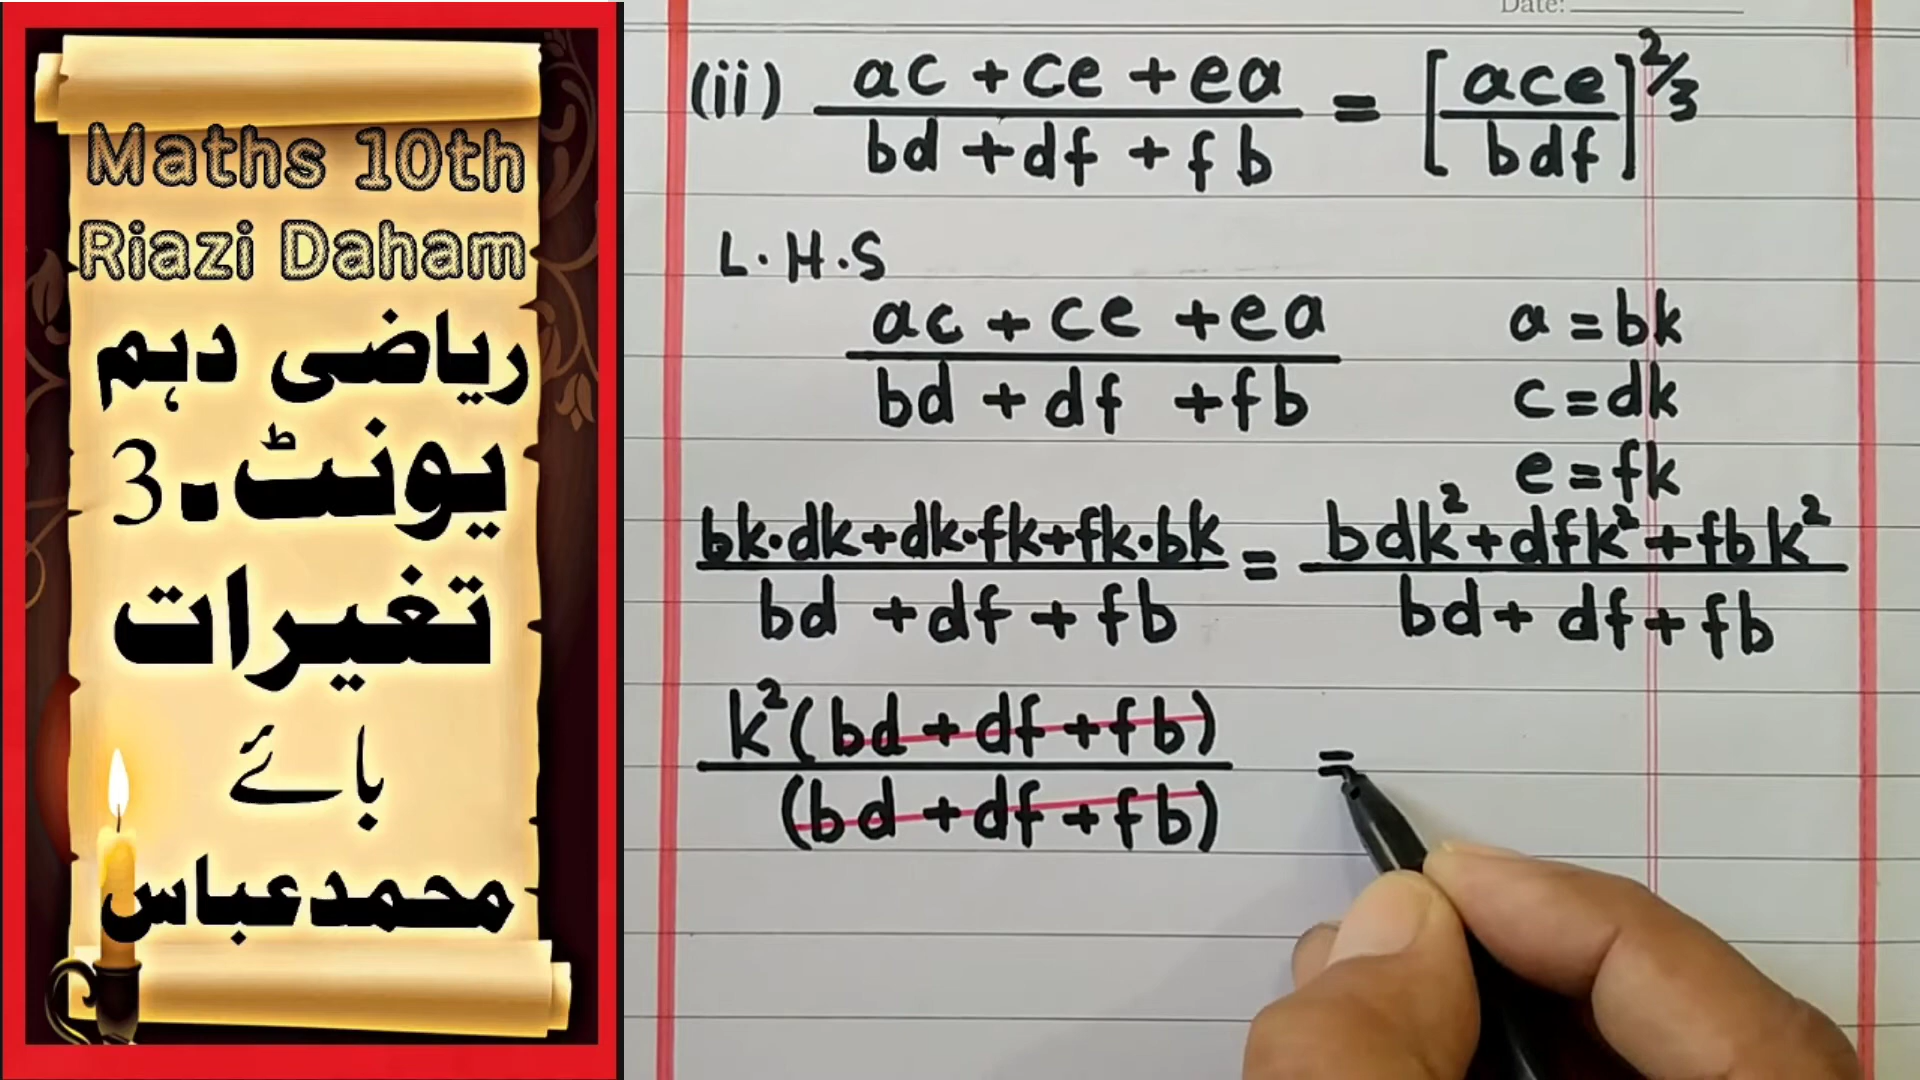 Maths 10th
Riazi Daham
ریاضی دہم
یونٹ۔3
تغیرات
بائے
محمدعباس
Date:
(ii) ac + ce + ea / bd + df + fb = [ace / bdf]^2/3
L.H.S
ac + ce + ea / bd + df + fb
a = bk
c = dk
e = fk
bk·dk+dk·fk+fk·bk / bd + df + fb = bdk² + dfk² + fbk² / bd + df + fb
k²(bd + df + fb) / (bd + df + fb) =